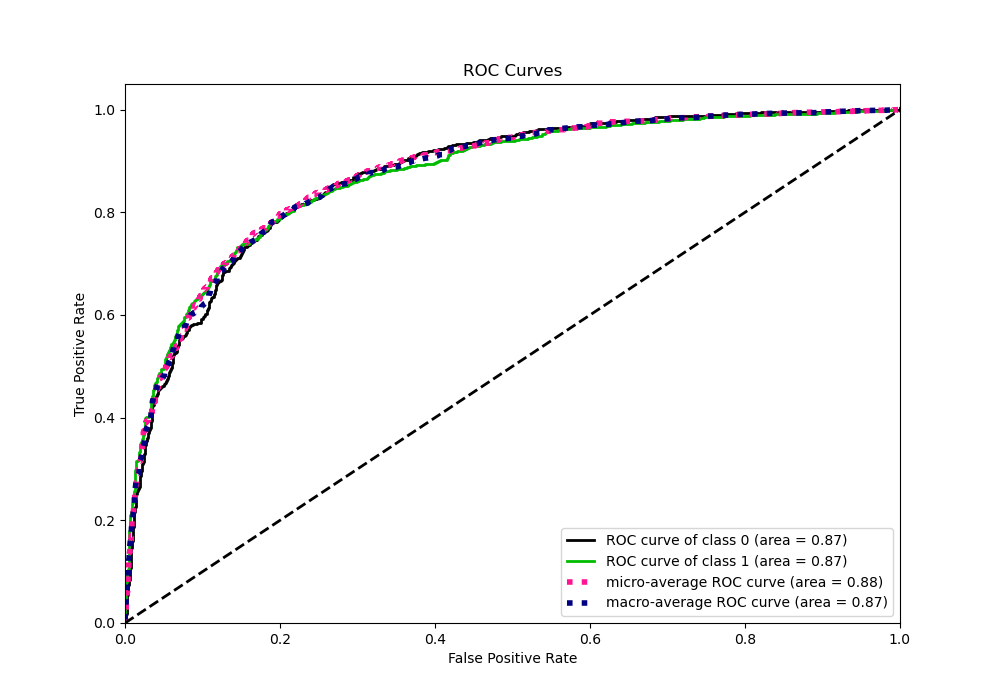 ROC Curves
1.0
0.8
0.6
0.4
0.2
0.0
True Positive Rate
0.0 0.2 0.4 0.6 0.8 1.0
False Positive Rate
ROC curve of class 0 (area = 0.87)
ROC curve of class 1 (area = 0.87)
micro-average ROC curve (area = 0.88)
macro-average ROC curve (area = 0.87)